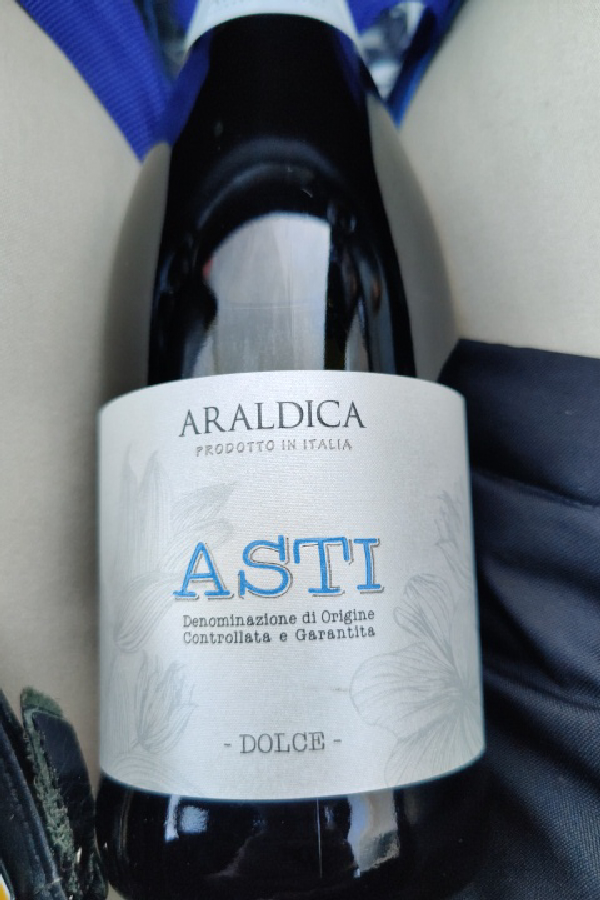 ARALDICA
PRODOTTO IN ITALIA
ASTI
Denominazione di Origine
Controllata e Garantita
- DOLCE -